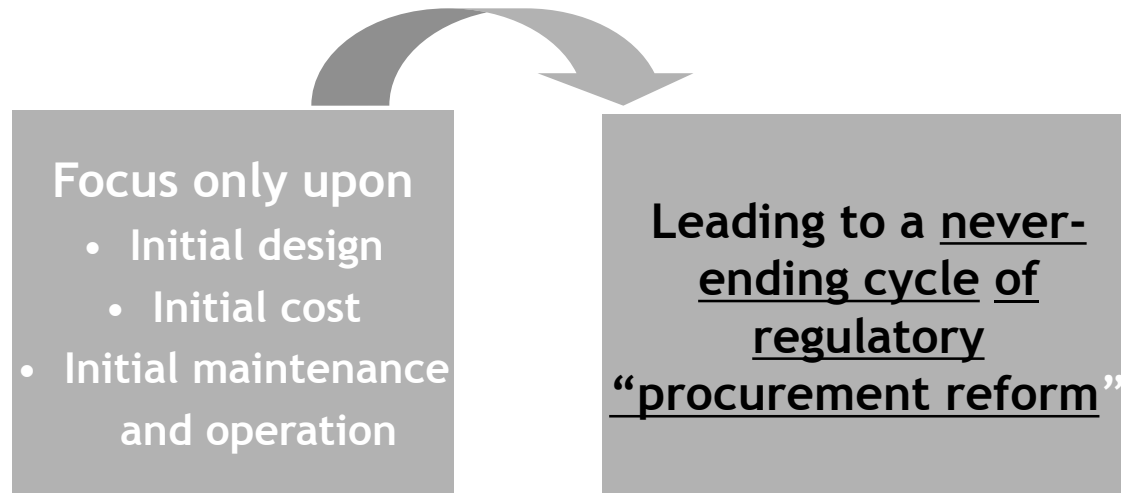 Focus only upon
• Initial design
• Initial cost
• Initial maintenance
and operation
Leading to a never-
ending cycle of
regulatory
“procurement reform”